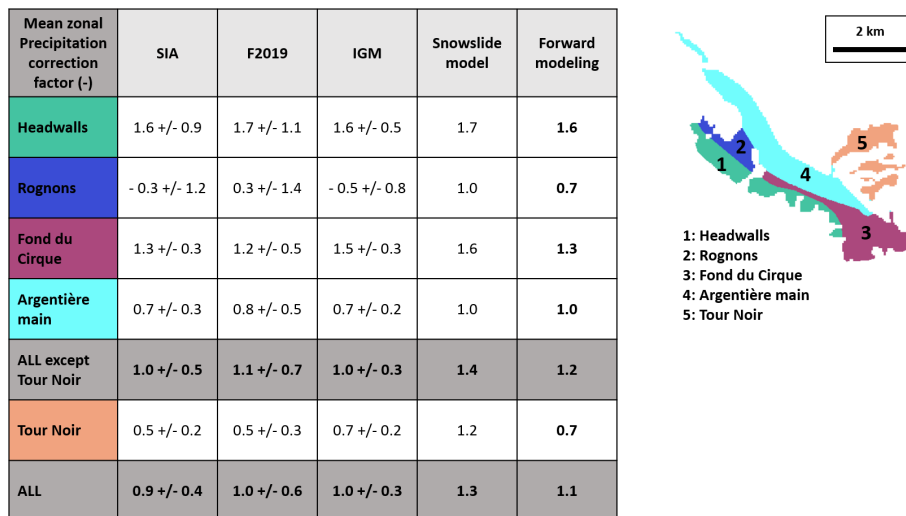 Mean zonal
Precipitation
correction
factor (-)
SIA
F2019
IGM
Snowslide
model
Forward
modeling
Headwalls
1.6 +/- 0.9
1.7 +/- 1.1
1.6 +/- 0.5
1.7
1.6
Rognons
- 0.3 +/- 1.2
0.3 +/- 1.4
- 0.5 +/- 0.8
1.0
0.7
Fond du
Cirque
1.3 +/- 0.3
1.2 +/- 0.5
1.5 +/- 0.3
1.6
1.3
Argentière
main
0.7 +/- 0.3
0.8 +/- 0.5
0.7 +/- 0.2
1.0
1.0
ALL except
Tour Noir
1.0 +/- 0.5
1.1 +/- 0.7
1.0 +/- 0.3
1.4
1.2
Tour Noir
0.5 +/- 0.2
0.5 +/- 0.3
0.7 +/- 0.2
1.2
0.7
ALL
0.9 +/- 0.4
1.0 +/- 0.6
1.0 +/- 0.3
1.3
1.1
2 km
5
2
1
4
3
1: Headwalls
2: Rognons
3: Fond du Cirque
4: Argentière main
5: Tour Noir